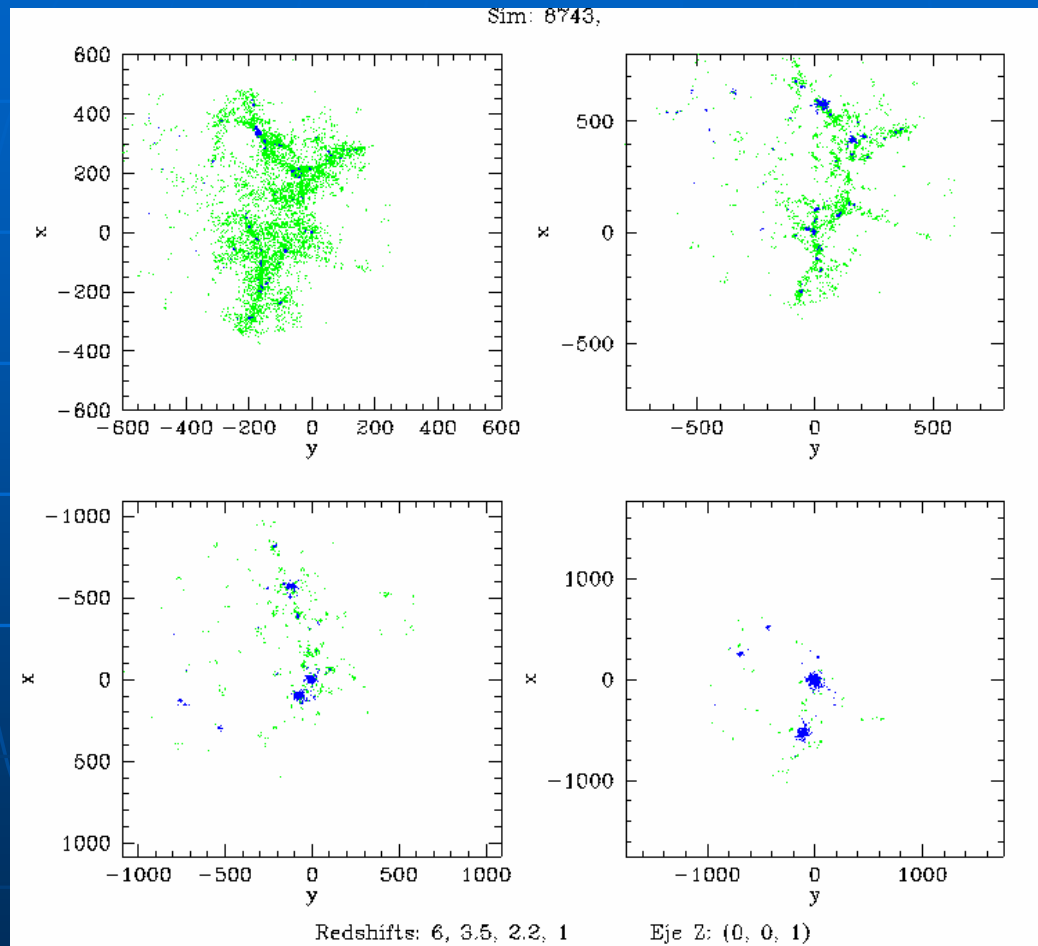 Sim: 8743,
600
400
200
0
−200
−400
−600
x
−600 −400 −200 0 200 400 600
y
500
0
−500
x
−500 0 500
y
−1000
−500
0
500
1000
x
−1000 −500 0 500 1000
y
1000
0
−1000
x
−1000 0 1000
y
Redshifts: 6, 3.5, 2.2, 1 Eje Z: (0, 0, 1)